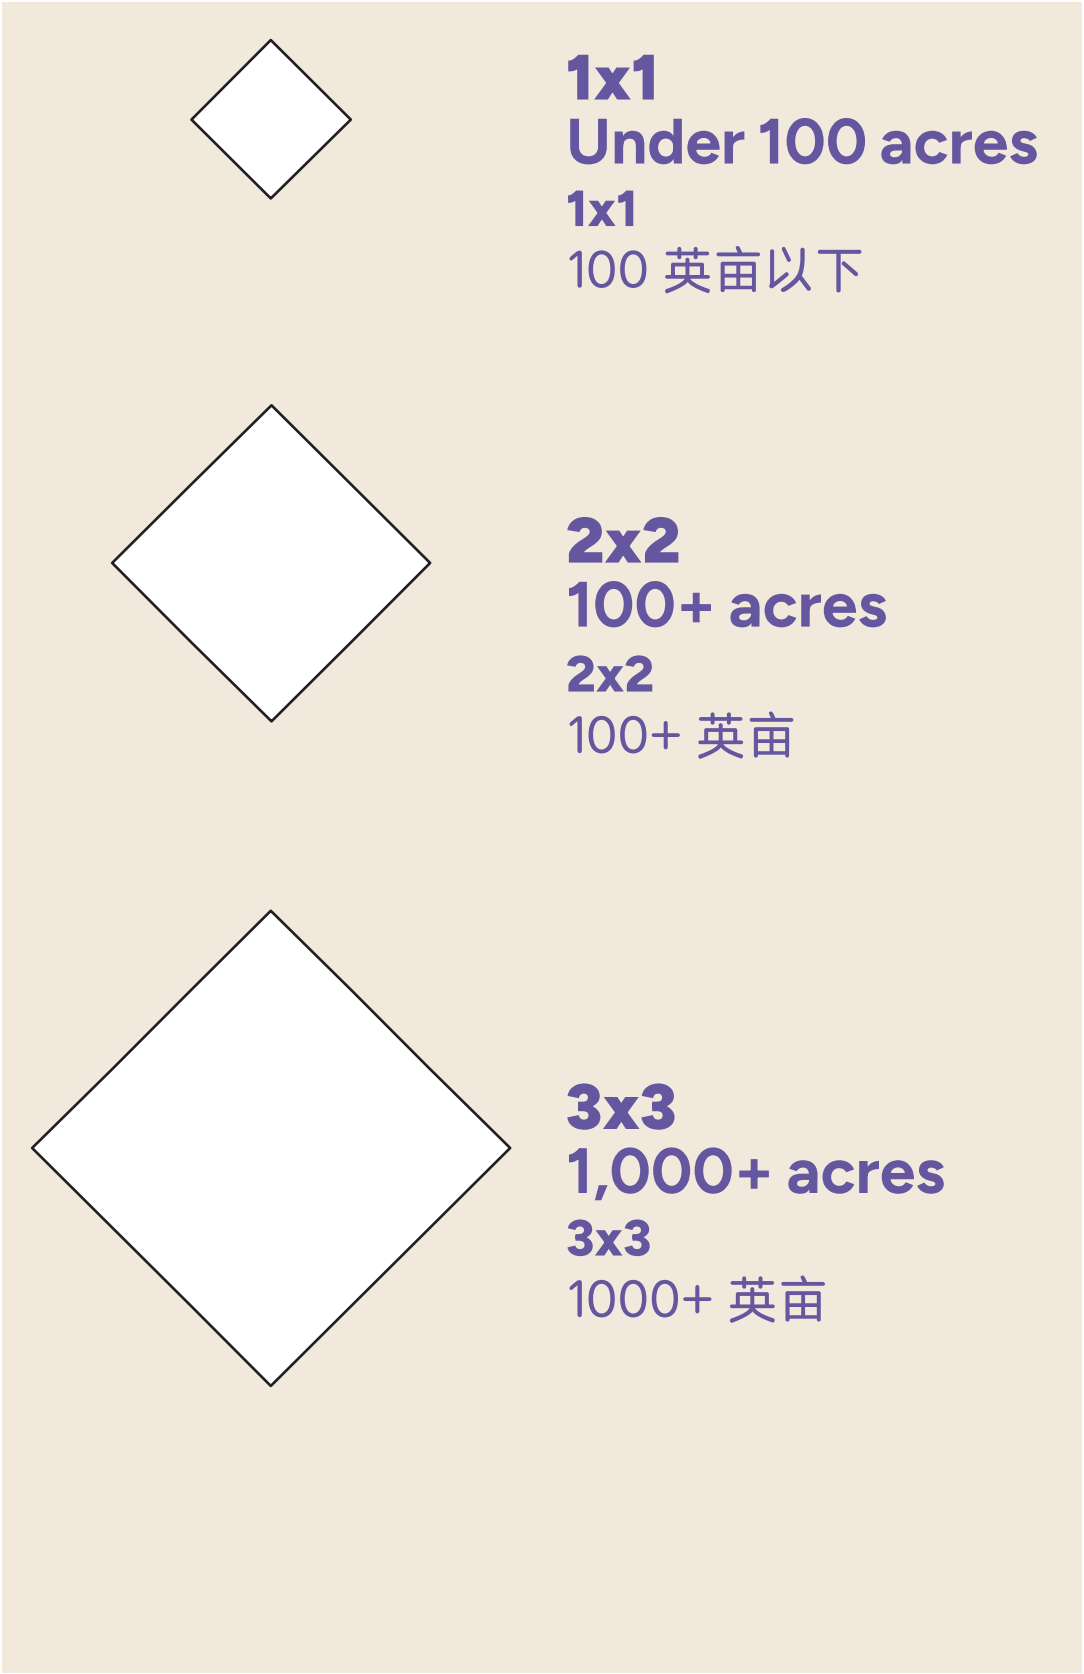 1x1
Under 100 acres
1x1
100 英亩以下
2x2
100+ acres
2x2
100+ 英亩
3x3
1,000+ acres
3x3
1000+ 英亩